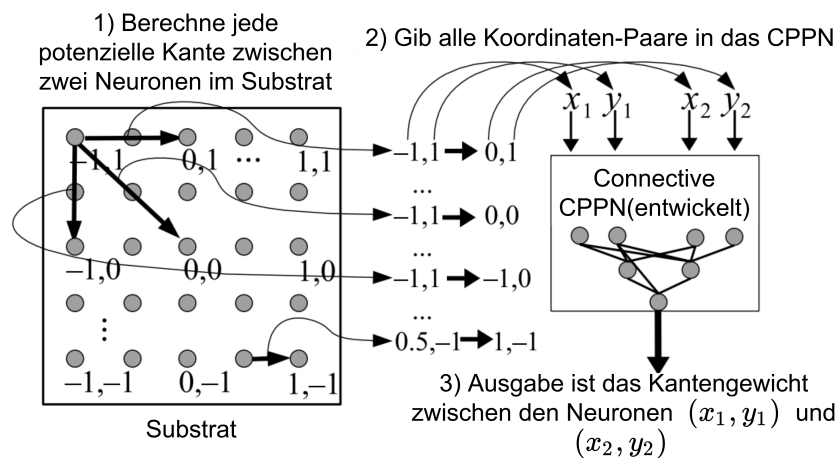 1) Berechne jede
potenzielle Kante zwischen
zwei Neuronen im Substrat
2) Gib alle Koordinaten-Paare in das CPPN
x₁ y₁ x₂ y₂
–1,1 0,1 ... 1,1
–1,0 0,0 1,0
⋮
–1,–1 0,–1 1,–1
Substrat
–1,1 → 0,1
...
–1,1 → 0,0
...
–1,1 → –1,0
...
0.5,–1 → 1,–1
Connective
CPPN(entwickelt)
3) Ausgabe ist das Kantengewicht
zwischen den Neuronen (x₁, y₁) und
(x₂, y₂)